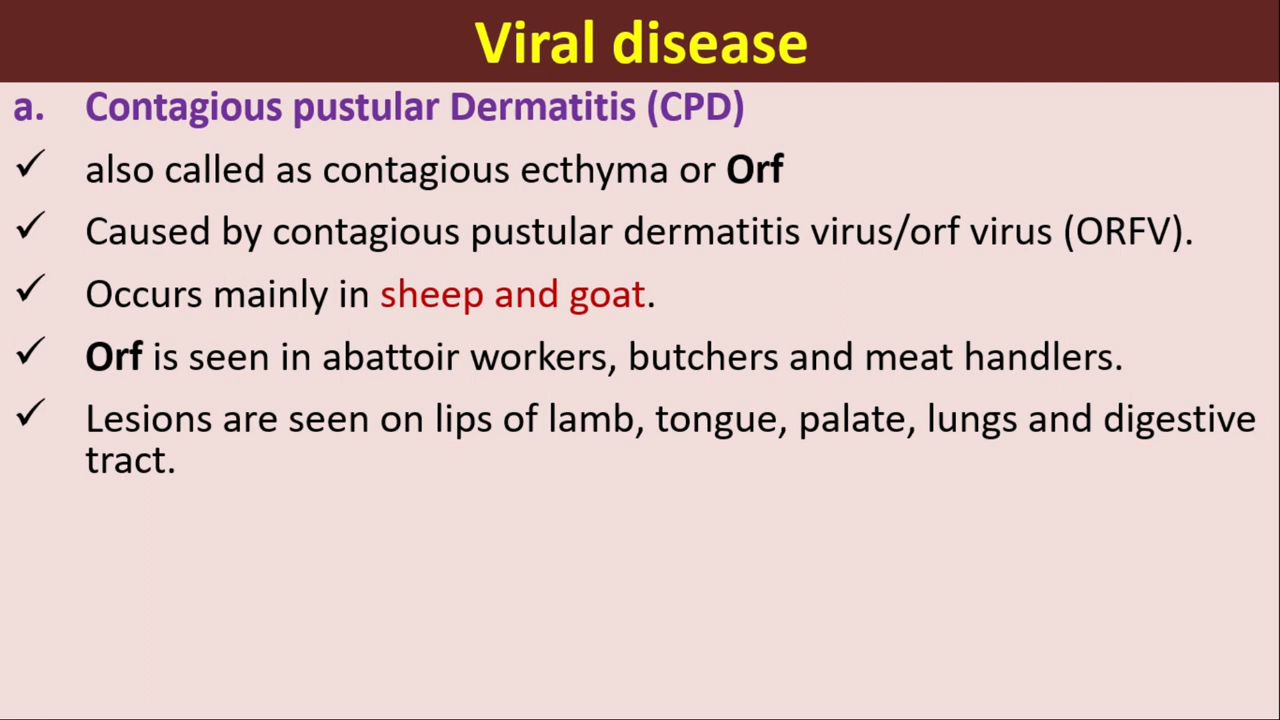 Viral disease
a. Contagious pustular Dermatitis (CPD)
✓ also called as contagious ecthyma or Orf
✓ Caused by contagious pustular dermatitis virus/orf virus (ORFV).
✓ Occurs mainly in sheep and goat.
✓ Orf is seen in abattoir workers, butchers and meat handlers.
✓ Lesions are seen on lips of lamb, tongue, palate, lungs and digestive
tract.